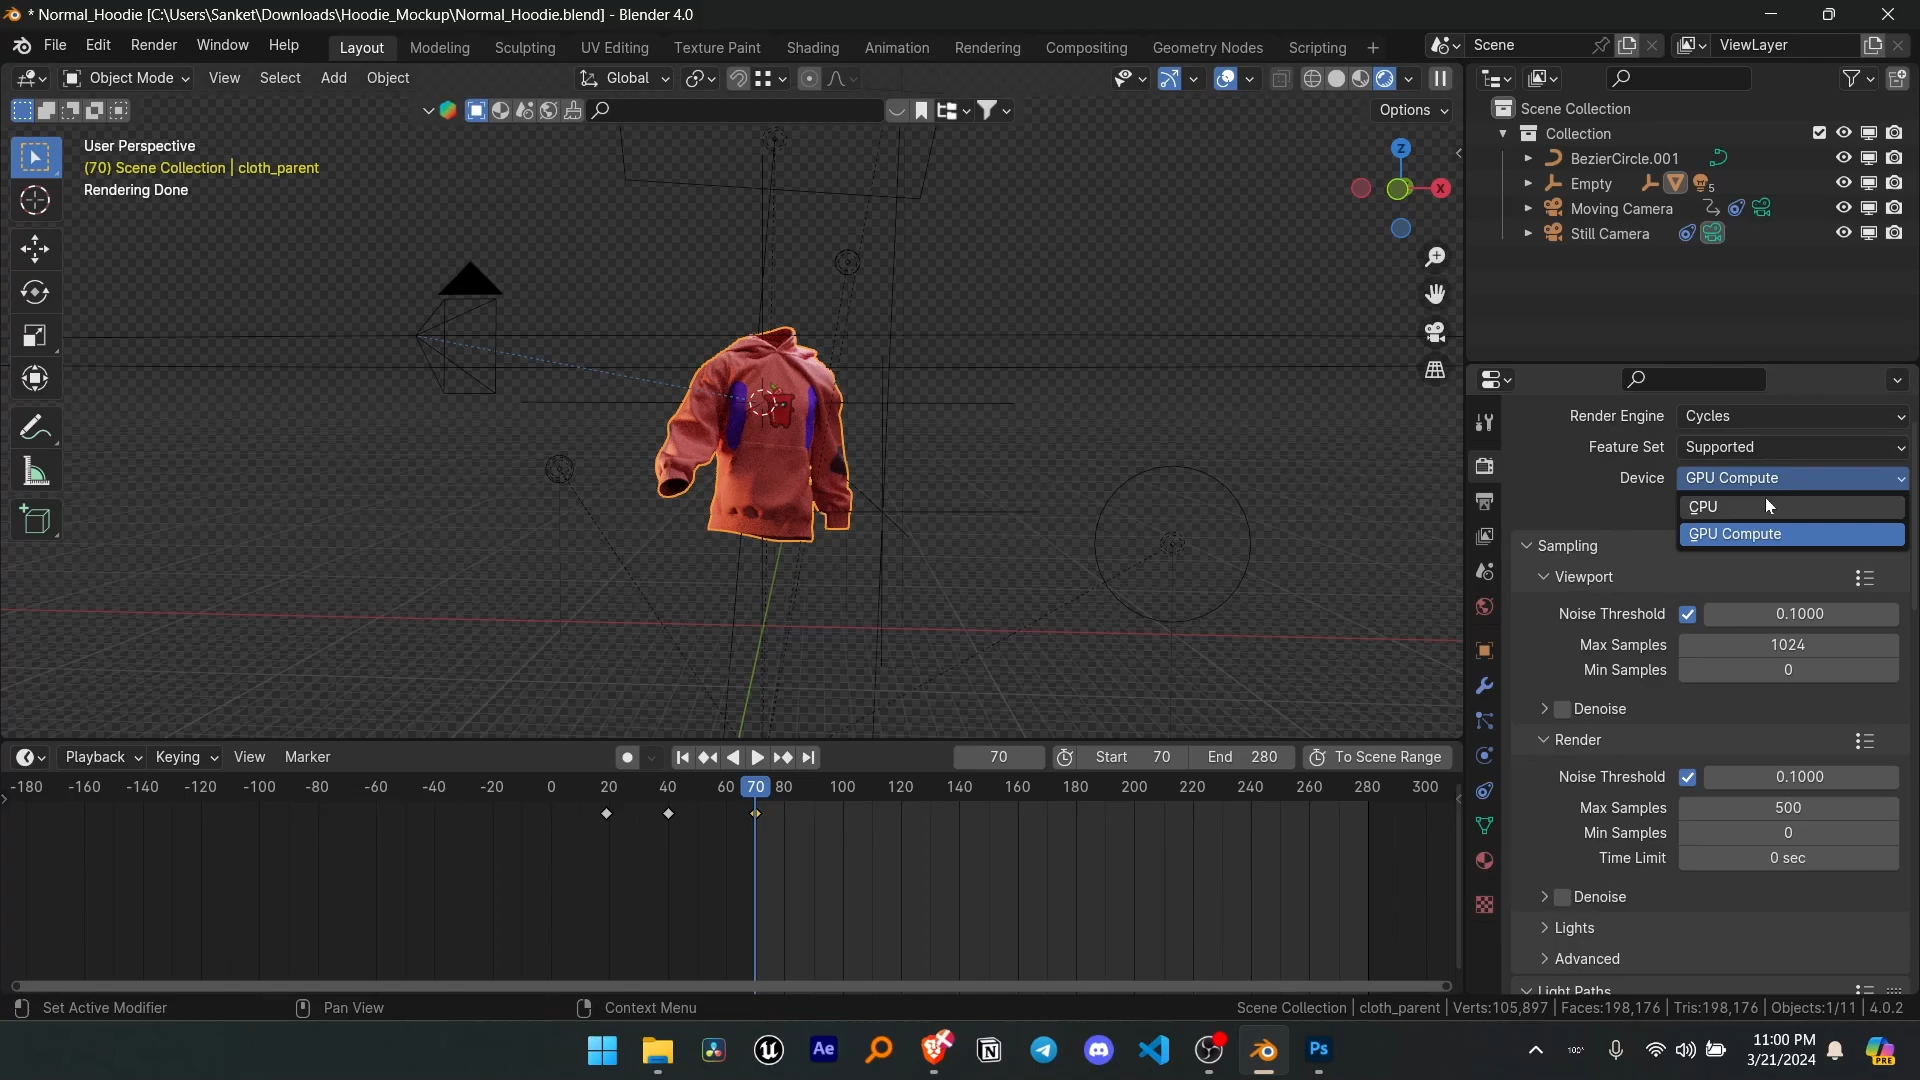 * Normal_Hoodie [C:\Users\Sanket\Downloads\Hoodie_Mockup\Normal_Hoodie.blend] - Blender 4.0
File Edit Render Window Help Layout Modeling Sculpting UV Editing Texture Paint Shading Animation Rendering Compositing Geometry Nodes Scripting + Scene ViewLayer
Object Mode View Select Add Object Global
Options
User Perspective
(70) Scene Collection | cloth_parent
Rendering Done
Z
X
Scene Collection
Collection
BezierCircle.001
Empty 5
Moving Camera
Still Camera
Render Engine Cycles
Feature Set Supported
Device GPU Compute
CPU
GPU Compute
Sampling
Viewport
Noise Threshold 0.1000
Max Samples 1024
Min Samples 0
Denoise
Render
Noise Threshold 0.1000
Max Samples 500
Min Samples 0
Time Limit 0 sec
Denoise
Lights
Advanced
Light Paths
Playback Keying View Marker 70 Start 70 End 280 To Scene Range
-180 -160 -140 -120 -100 -80 -60 -40 -20 0 20 40 60 70 80 100 120 140 160 180 200 220 240 260 280 300
Set Active Modifier Pan View Context Menu Scene Collection | cloth_parent | Verts:105,897 | Faces:198,176 | Tris:198,176 | Objects:1/11 | 4.0.2
Ae Ps 100% 11:00 PM
3/21/2024
PRE